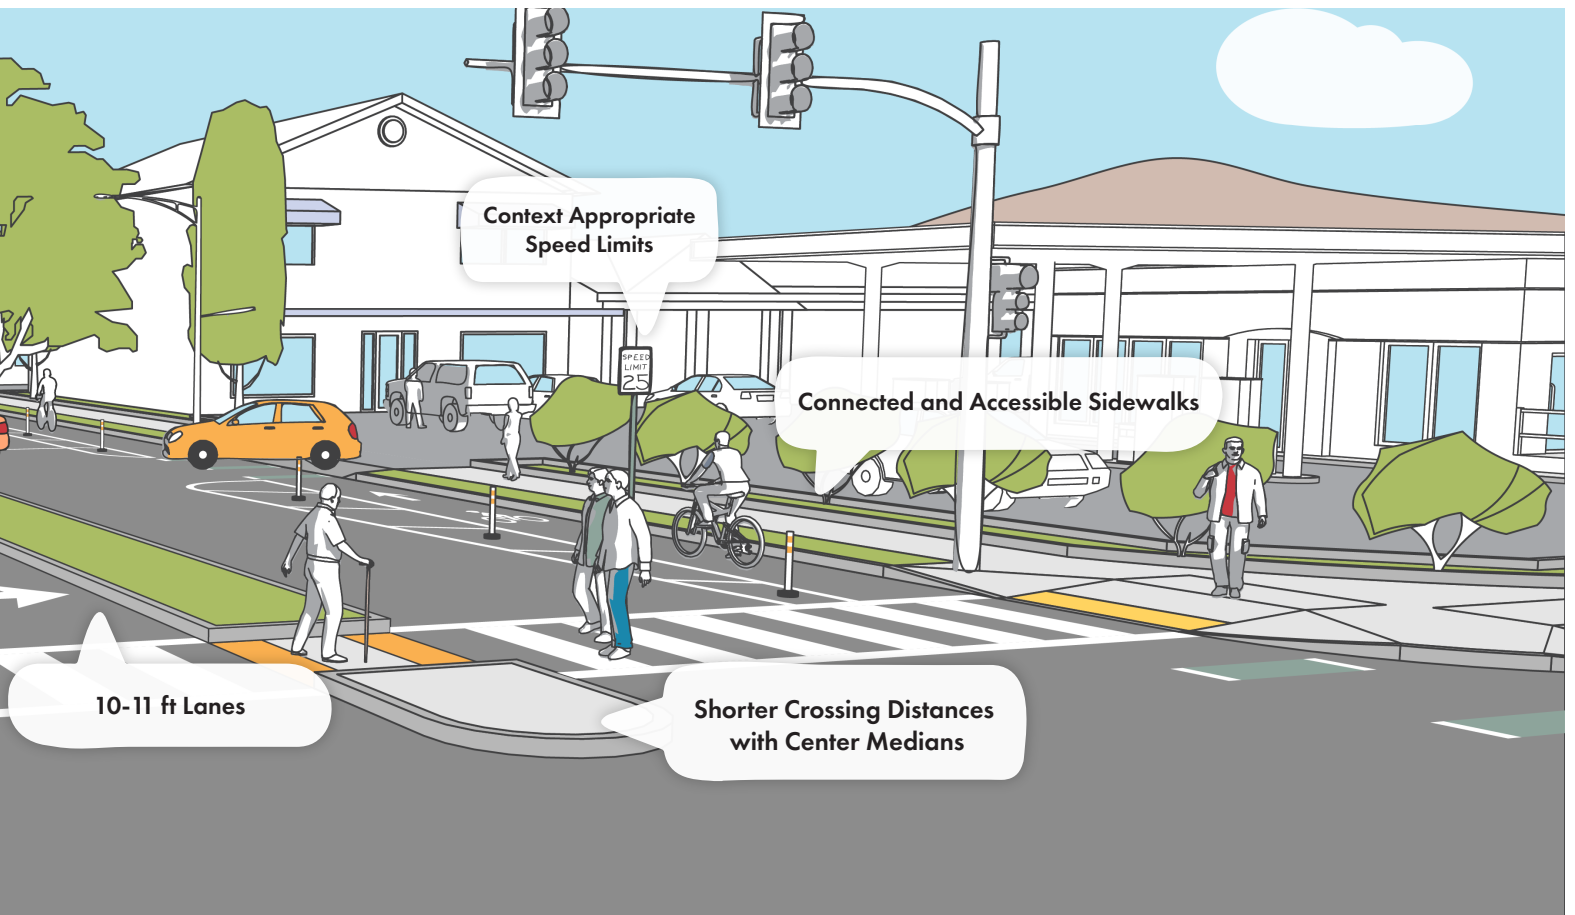 Context Appropriate
Speed Limits
SPEED
LIMIT
25
Connected and Accessible Sidewalks
10-11 ft Lanes
Shorter Crossing Distances
with Center Medians